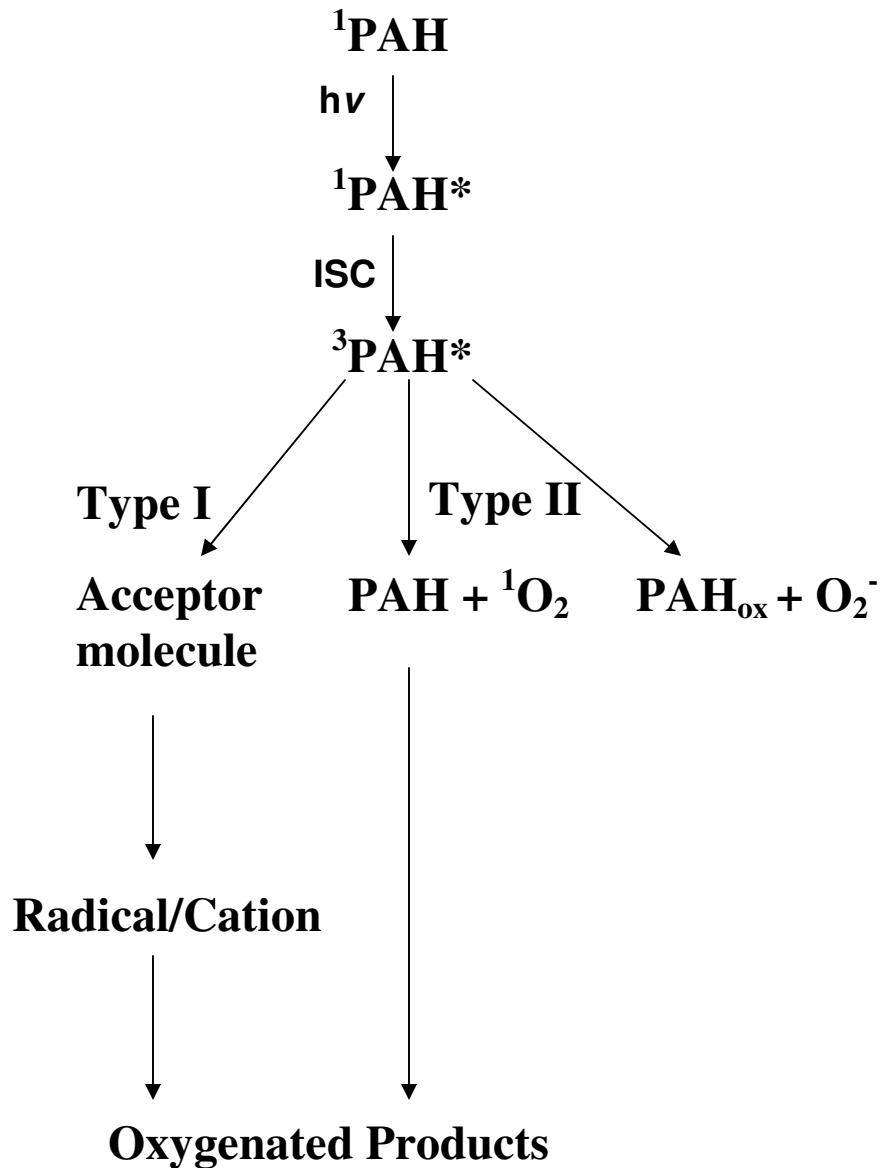 ¹PAH
hv
¹PAH*
ISC
³PAH*
Type I
Type II
Acceptor
molecule
PAH + ¹O₂
PAHₒₓ + O₂⁻
Radical/Cation
Oxygenated Products